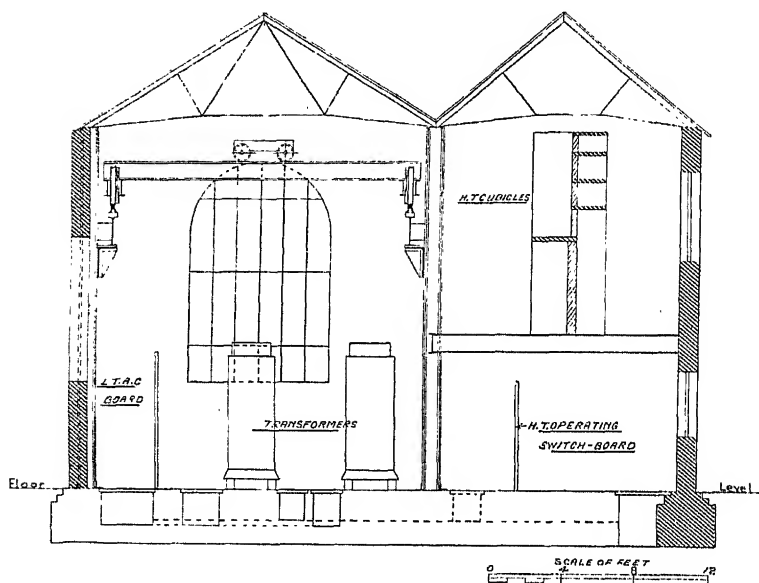 H.T CUBICLES
L.T.A.C
BOARD
TRANSFORMERS
H.T. OPERATING
SWITCH-BOARD
Floor
Level
SCALE OF FEET
0 4 8 12